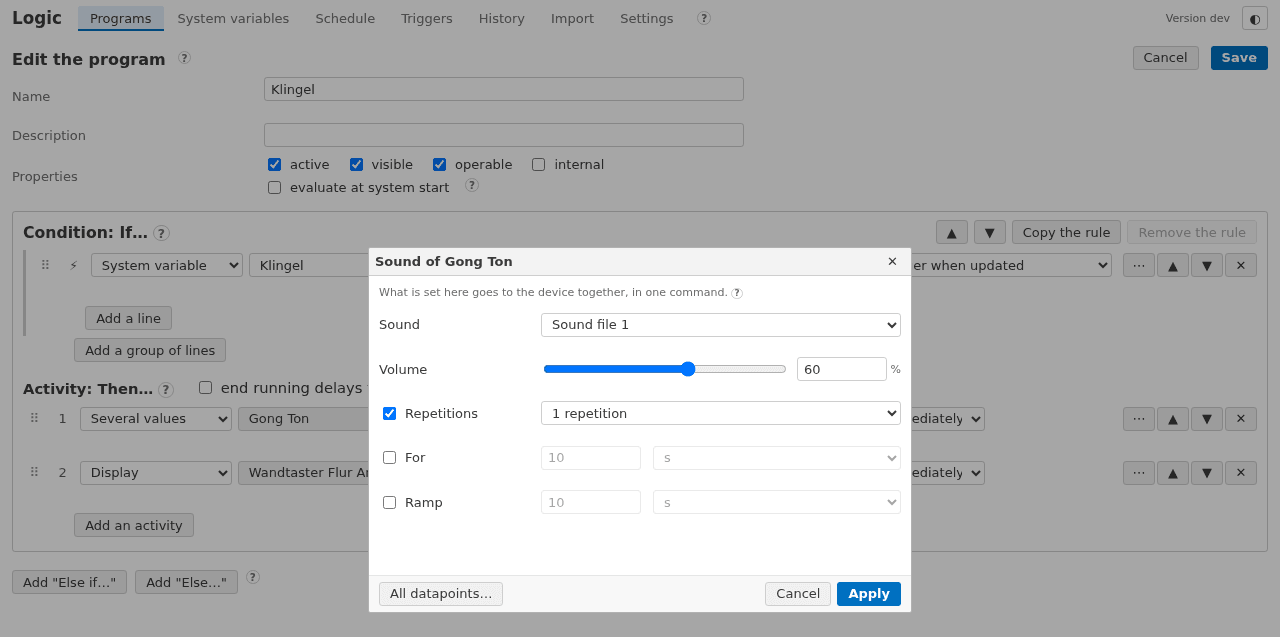 Logic Programs System variables Schedule Triggers History Import Settings ? Version dev
Edit the program ? Cancel Save
Name Klingel
Description
Properties active visible operable internal
evaluate at system start ?
Condition: If… ? ▲ ▼ Copy the rule Remove the rule
System variable Klingel er when updated ⋯ ▲ ▼ ✕
Add a line
Add a group of lines
Activity: Then… ? end running delays
1 Several values Gong Ton ediately ⋯ ▲ ▼ ✕
2 Display Wandtaster Flur ediately ⋯ ▲ ▼ ✕
Add an activity
Add "Else if…" Add "Else…" ?
Sound of Gong Ton ✕
What is set here goes to the device together, in one command. ?
Sound Sound file 1
Volume 60 %
Repetitions 1 repetition
For 10 s
Ramp 10 s
All datapoints… Cancel Apply